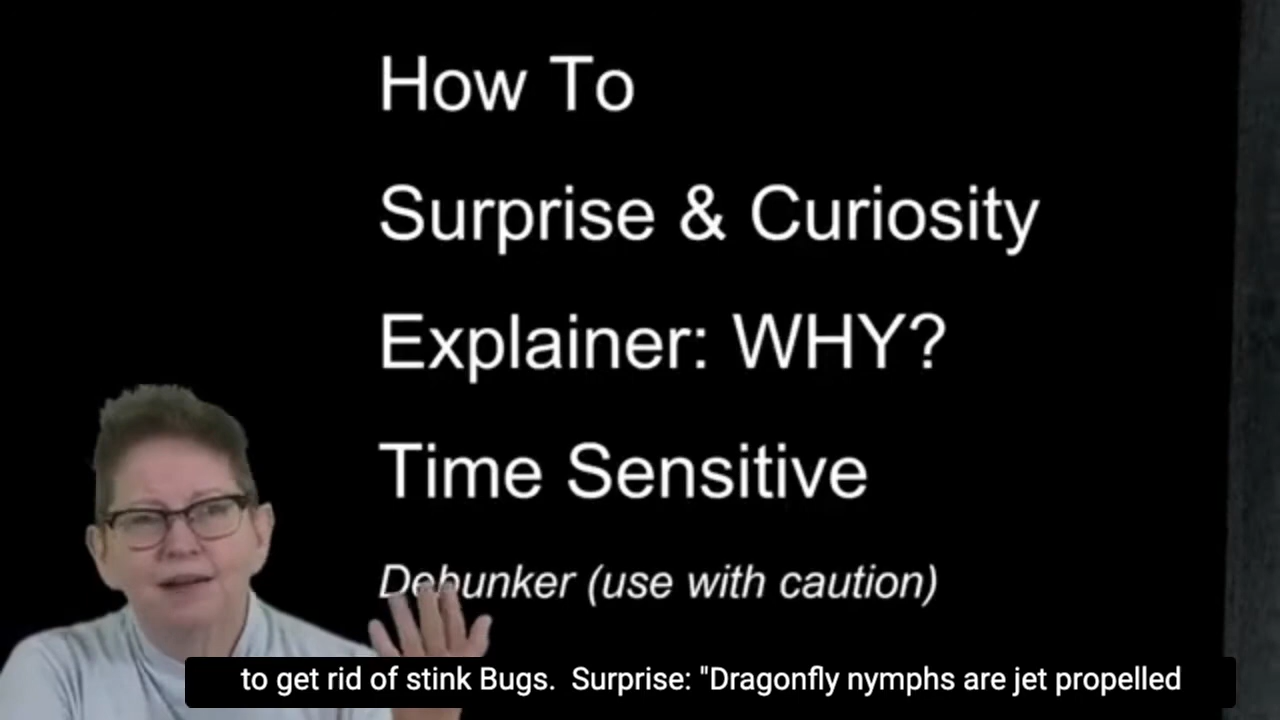 How To
Surprise & Curiosity
Explainer: WHY?
Time Sensitive
Debunker (use with caution)
to get rid of stink Bugs.  Surprise: "Dragonfly nymphs are jet propelled